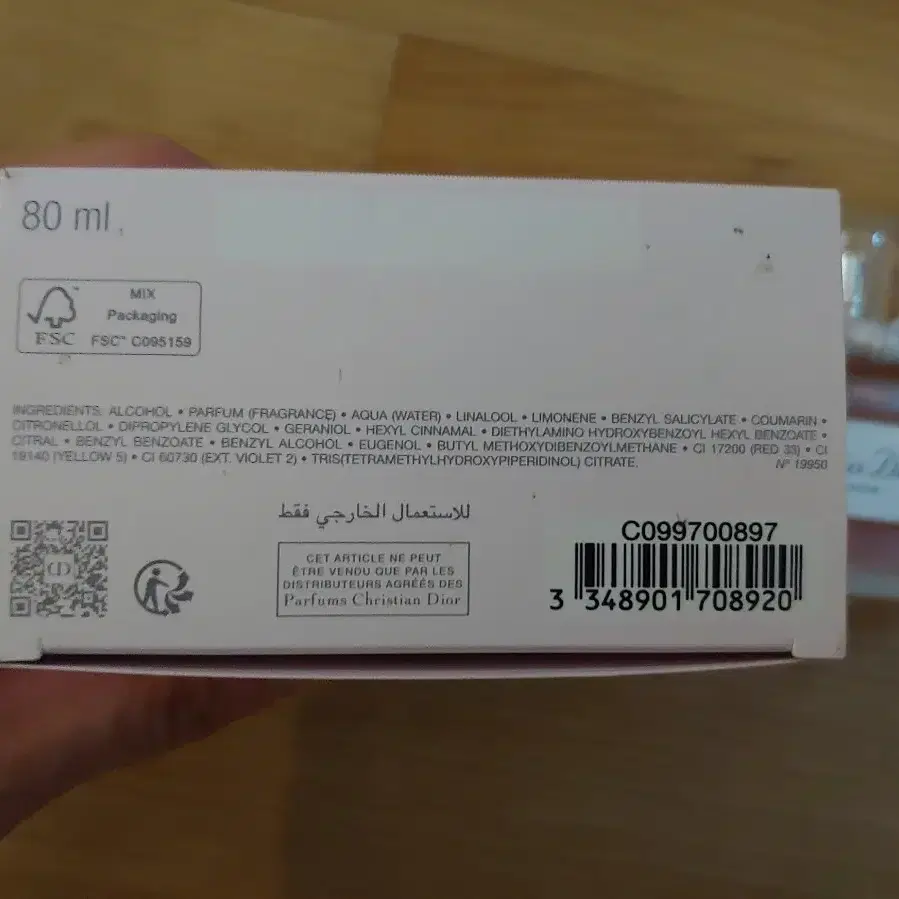 80 ml
MIX
Packaging
FSC
FSC™ C095159
INGREDIENTS: ALCOHOL • PARFUM (FRAGRANCE) • AQUA (WATER) • LINALOOL • LIMONENE • BENZYL SALICYLATE • COUMARIN •
CITRONELLOL • DIPROPYLENE GLYCOL • GERANIOL • HEXYL CINNAMAL • DIETHYLAMINO HYDROXYBENZOYL HEXYL BENZOATE •
CITRAL • BENZYL BENZOATE • BENZYL ALCOHOL • EUGENOL • BUTYL METHOXYDIBENZOYLMETHANE • CI 17200 (RED 33) • CI
19140 (YELLOW 5) • CI 60730 (EXT. VIOLET 2) • TRIS(TETRAMETHYLHYDROXYPIPERIDINOL) CITRATE. N° 19950
للاستعمال الخارجي فقط
CET ARTICLE NE PEUT
ÊTRE VENDU QUE PAR LES
DISTRIBUTEURS AGRÉÉS DES
Parfums Christian Dior
C099700897
3 348901 708920
CD